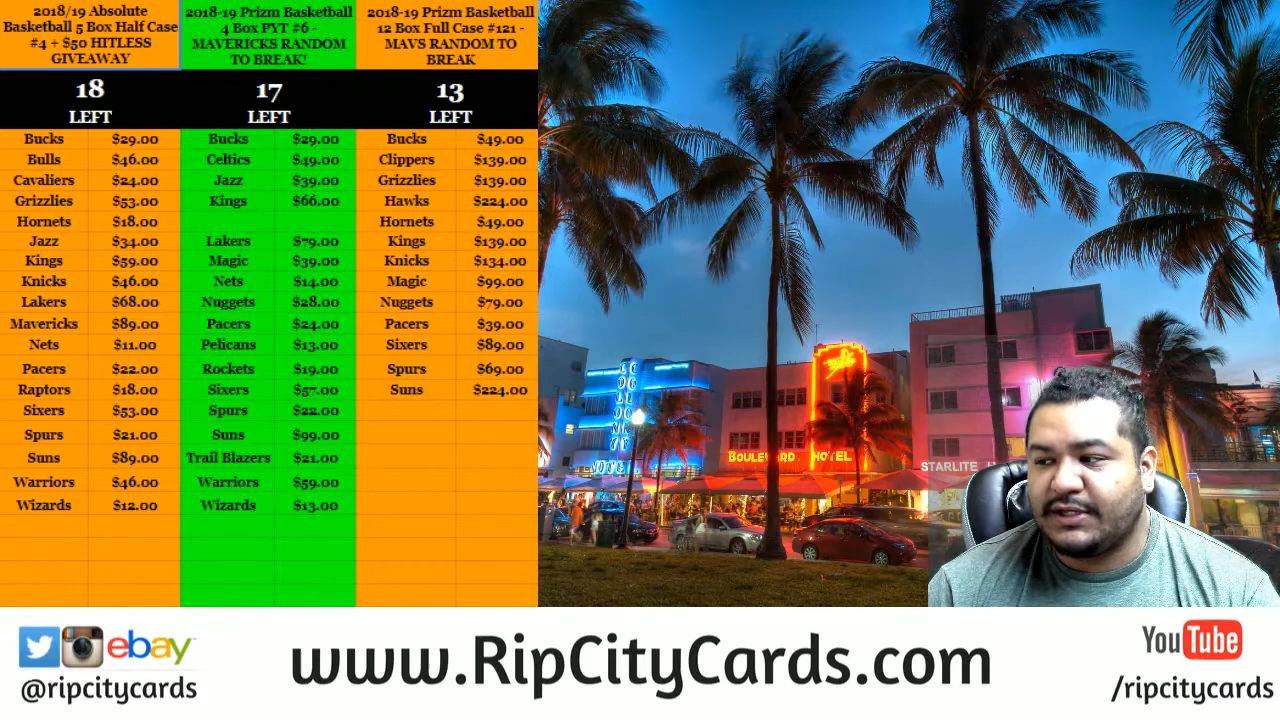 2018/19 Absolute
Basketball 5 Box Half Case
#4 + $50 HITLESS
GIVEAWAY
18
LEFT
Bucks $29.00
Bulls $46.00
Cavaliers $24.00
Grizzlies $53.00
Hornets $18.00
Jazz $34.00
Kings $59.00
Knicks $46.00
Lakers $68.00
Mavericks $89.00
Nets $11.00
Pacers $22.00
Raptors $18.00
Sixers $53.00
Spurs $21.00
Suns $89.00
Warriors $46.00
Wizards $12.00
2018-19 Prizm Basketball
4 Box PYT #6 -
MAVERICKS RANDOM
TO BREAK!
17
LEFT
Bucks $29.00
Celtics $49.00
Jazz $39.00
Kings $66.00
Lakers $79.00
Magic $39.00
Nets $14.00
Nuggets $28.00
Pacers $24.00
Pelicans $13.00
Rockets $19.00
Sixers $57.00
Spurs $22.00
Suns $99.00
Trail Blazers $21.00
Warriors $59.00
Wizards $13.00
2018-19 Prizm Basketball
12 Box Full Case #121 -
MAVS RANDOM TO
BREAK
13
LEFT
Bucks $49.00
Clippers $139.00
Grizzlies $139.00
Hawks $224.00
Hornets $49.00
Kings $139.00
Knicks $134.00
Magic $99.00
Nuggets $79.00
Pacers $39.00
Sixers $89.00
Spurs $69.00
Suns $224.00
COLONY
HOTEL
BOULEVARD HOTEL
STARLITE
ebay
@ripcitycards
www.RipCityCards.com
YouTube
/ripcitycards